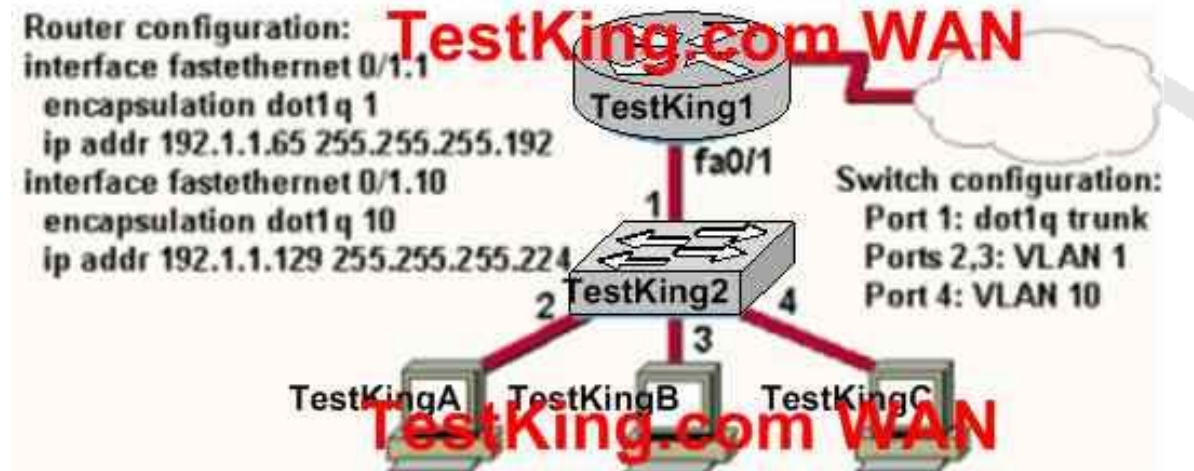 TestKing.com WAN
Router configuration:
interface fastethernet 0/1.1
encapsulation dot1q 1
ip addr 192.1.1.65 255.255.255.192
interface fastethernet 0/1.10
encapsulation dot1q 10
ip addr 192.1.1.129 255.255.255.224
TestKing1
fa0/1
1
Switch configuration:
Port 1: dot1q trunk
Ports 2,3: VLAN 1
Port 4: VLAN 10
TestKing2
2
3
4
TestKingA
TestKingB
TestKingC
TestKing.com WAN